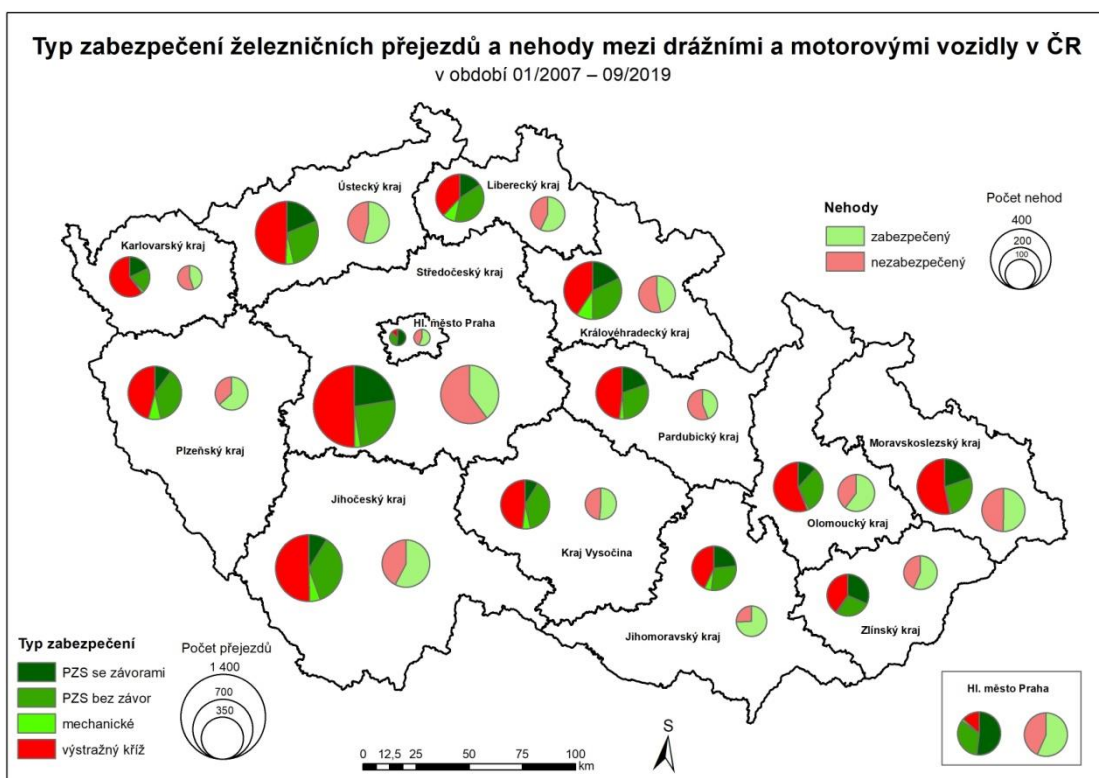 Typ zabezpečení železničních přejezdů a nehody mezi drážními a motorovými vozidly v ČR
v období 01/2007 – 09/2019
Ústecký kraj
Liberecký kraj
Karlovarský kraj
Středočeský kraj
Hl. město Praha
Královéhradecký kraj
Plzeňský kraj
Pardubický kraj
Moravskoslezský kraj
Jihočeský kraj
Olomoucký kraj
Kraj Vysočina
Jihomoravský kraj
Zlínský kraj
Nehody
zabezpečený
nezabezpečený
Počet nehod
400
200
100
Typ zabezpečení
PZS se závorami
PZS bez závor
mechanické
výstražný kříž
Počet přejezdů
1 400
700
350
S
0 12,5 25 50 75 100
km
Hl. město Praha